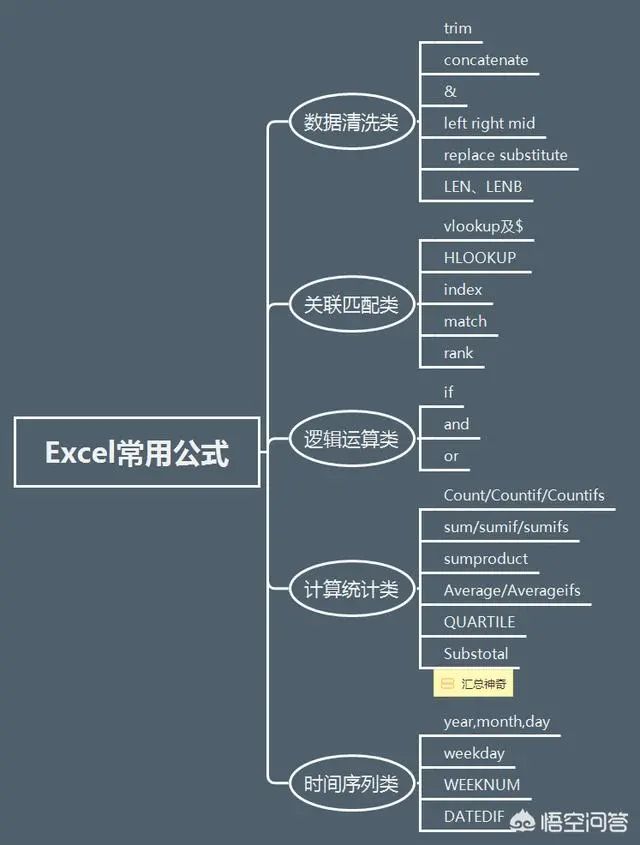 trim
concatenate
&
数据清洗类
left right mid
replace substitute
LEN、LENB
vlookup及$
HLOOKUP
关联匹配类
index
match
rank
if
逻辑运算类
and
or
Excel常用公式
Count/Countif/Countifs
sum/sumif/sumifs
sumproduct
计算统计类
Average/Averageifs
QUARTILE
Substotal
汇总神奇
year,month,day
weekday
时间序列类
WEEKNUM
DATEDIF
悟空问答